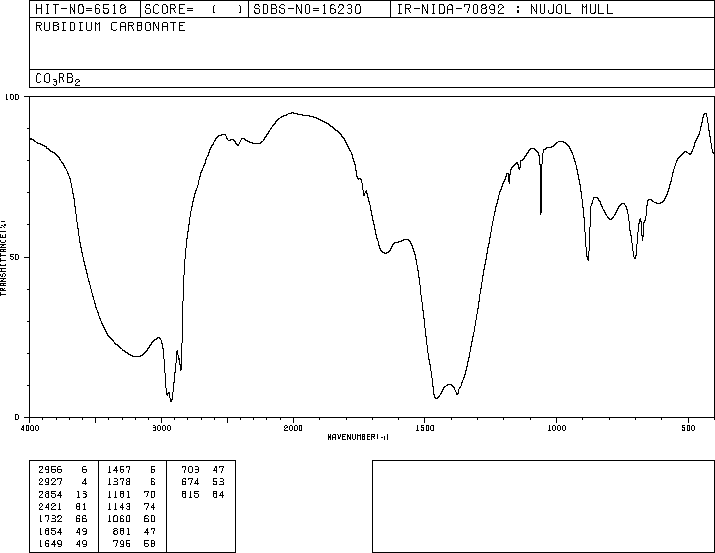 HIT-NO=6518 SCORE= ( ) SDBS-NO=16230 IR-NIDA-70892 : NUJOL MULL
RUBIDIUM CARBONATE
CO₃RB₂
100
TRANSMITTANCE(%)
50
0
4000 3000 2000 1500 1000 500
WAVENUMBER(-1)
2956 6 1457 6 703 47
2927 4 1378 6 674 53
2854 13 1181 70 615 64
2421 81 1143 74
1732 66 1060 60
1654 49 881 47
1649 49 796 58